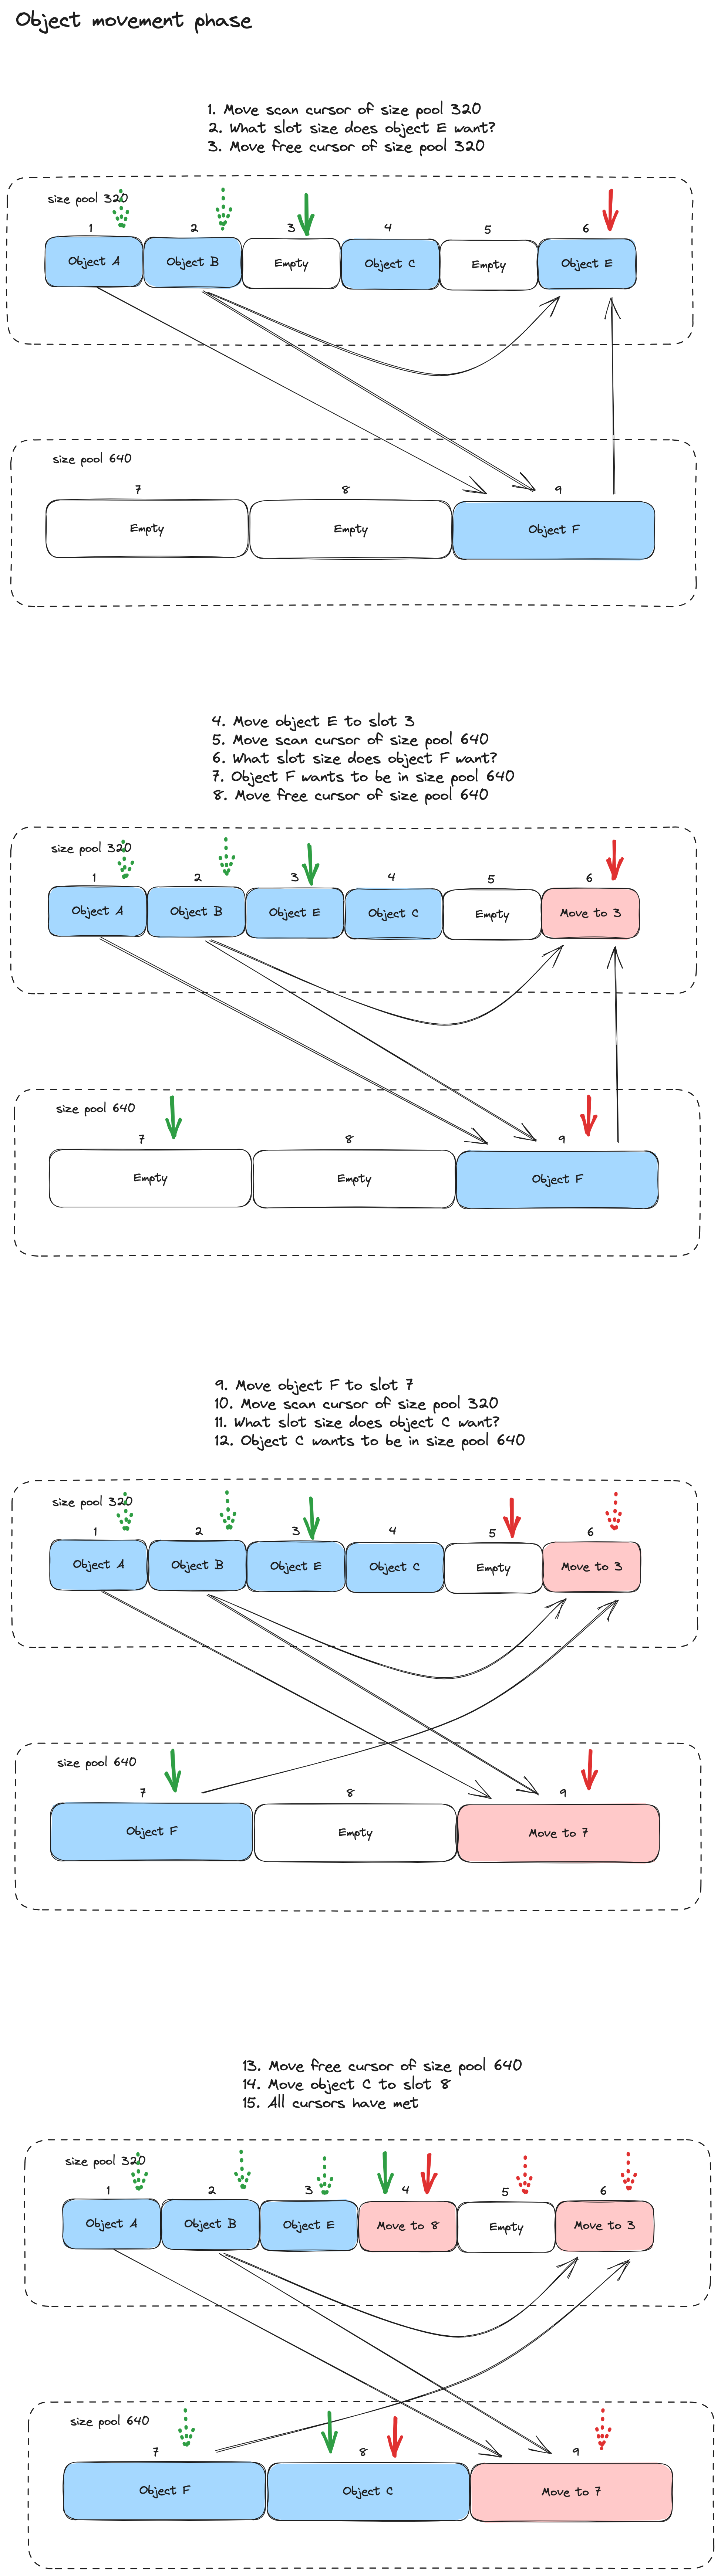 Object movement phase
1. Move scan cursor of size pool 320
2. What slot size does object E want?
3. Move free cursor of size pool 320
size pool 320
1 2 3 4 5 6
Object A Object B Empty Object C Empty Object E
size pool 640
7 8 9
Empty Empty Object F
4. Move object E to slot 3
5. Move scan cursor of size pool 640
6. What slot size does object F want?
7. Object F wants to be in size pool 640
8. Move free cursor of size pool 640
size pool 320
1 2 3 4 5 6
Object A Object B Object E Object C Empty Move to 3
size pool 640
7 8 9
Empty Empty Object F
9. Move object F to slot 7
10. Move scan cursor of size pool 320
11. What slot size does object C want?
12. Object C wants to be in size pool 640
size pool 320
1 2 3 4 5 6
Object A Object B Object E Object C Empty Move to 3
size pool 640
7 8 9
Object F Empty Move to 7
13. Move free cursor of size pool 640
14. Move object C to slot 8
15. All cursors have met
size pool 320
1 2 3 4 5 6
Object A Object B Object E Move to 8 Empty Move to 3
size pool 640
7 8 9
Object F Object C Move to 7